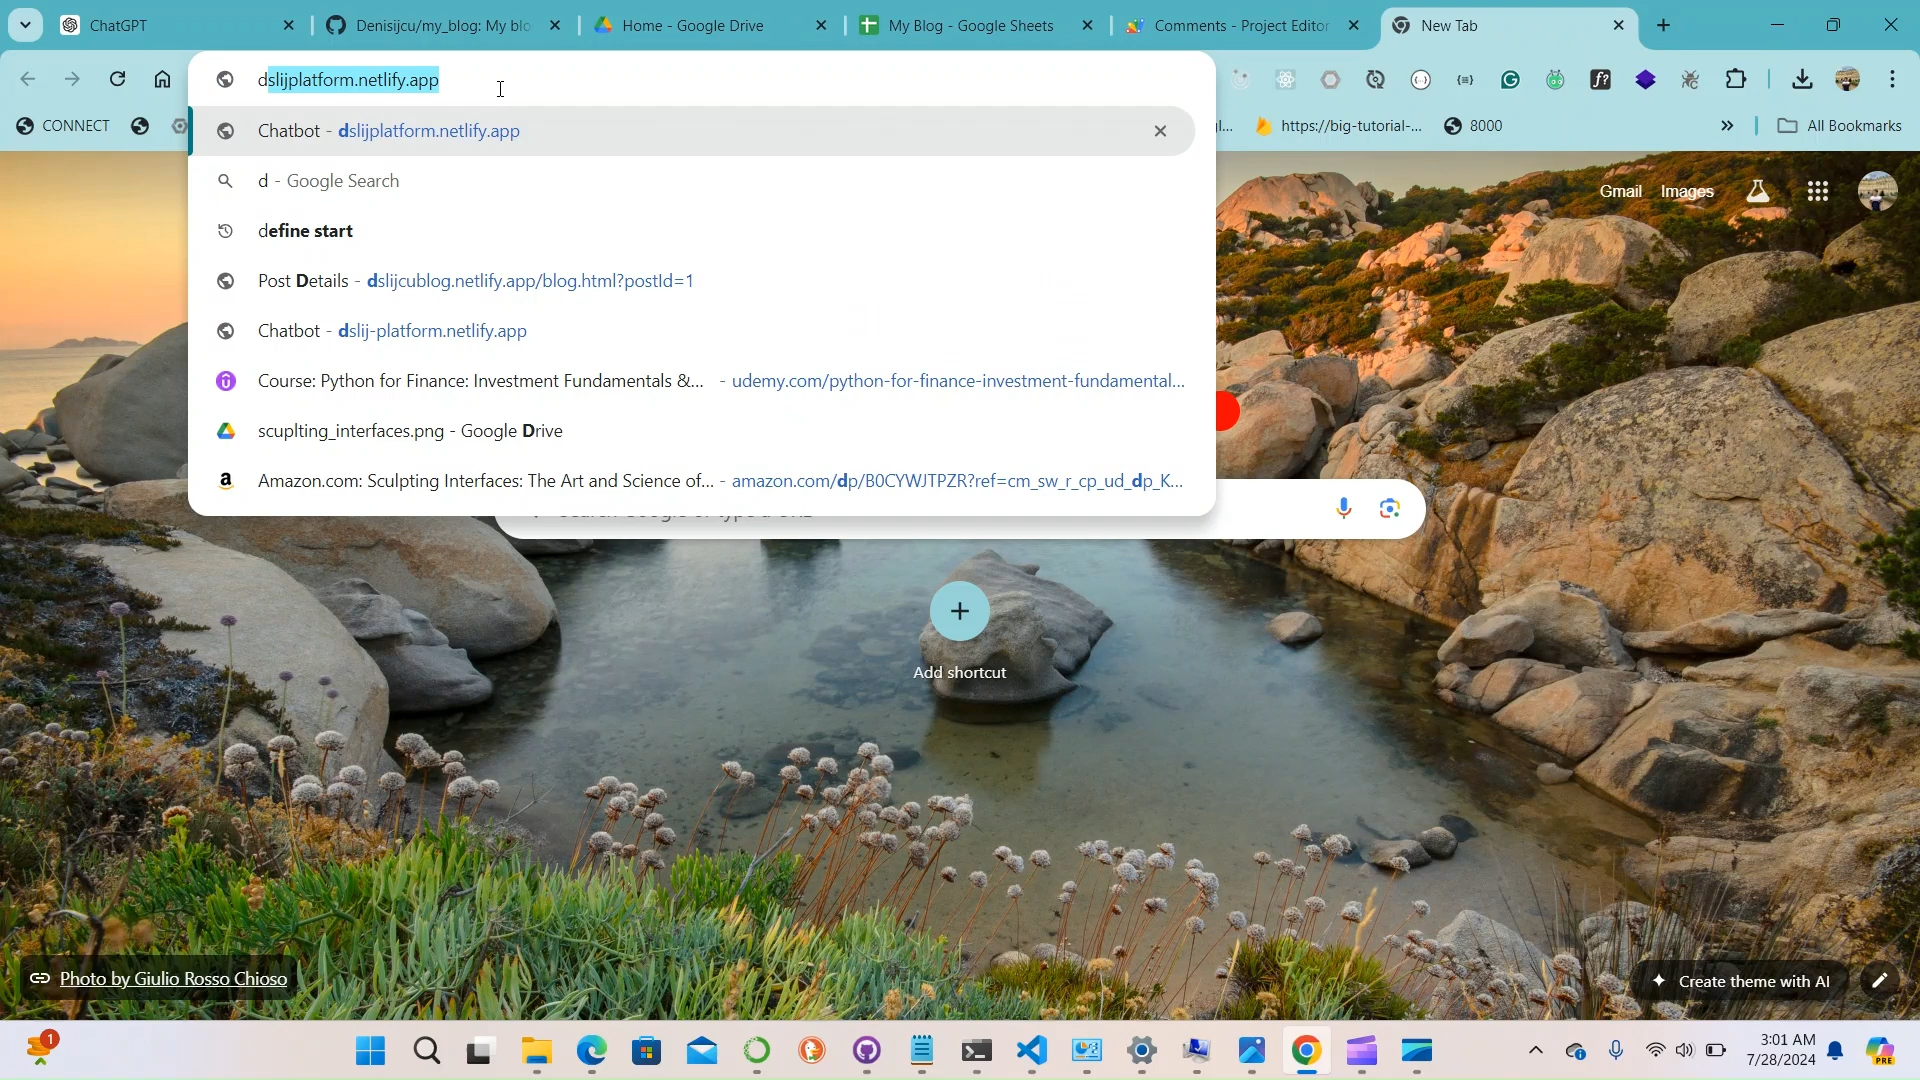 ChatGPT
Denisijcu/my_blog: My blo
Home - Google Drive
My Blog - Google Sheets
Comments - Project Editor
New Tab
dslijplatform.netlify.app
CONNECT
https://big-tutorial-...
8000
All Bookmarks
Chatbot - dslijplatform.netlify.app
d - Google Search
define start
Post Details - dslijcublog.netlify.app/blog.html?postId=1
Chatbot - dslij-platform.netlify.app
Course: Python for Finance: Investment Fundamentals &... - udemy.com/python-for-finance-investment-fundamental...
scuplting_interfaces.png - Google Drive
Amazon.com: Sculpting Interfaces: The Art and Science of... - amazon.com/dp/B0CYWJTPZR?ref=cm_sw_r_cp_ud_dp_K...
Gmail
Images
Add shortcut
Photo by Giulio Rosso Chioso
Create theme with AI
1
3:01 AM
7/28/2024
PRE